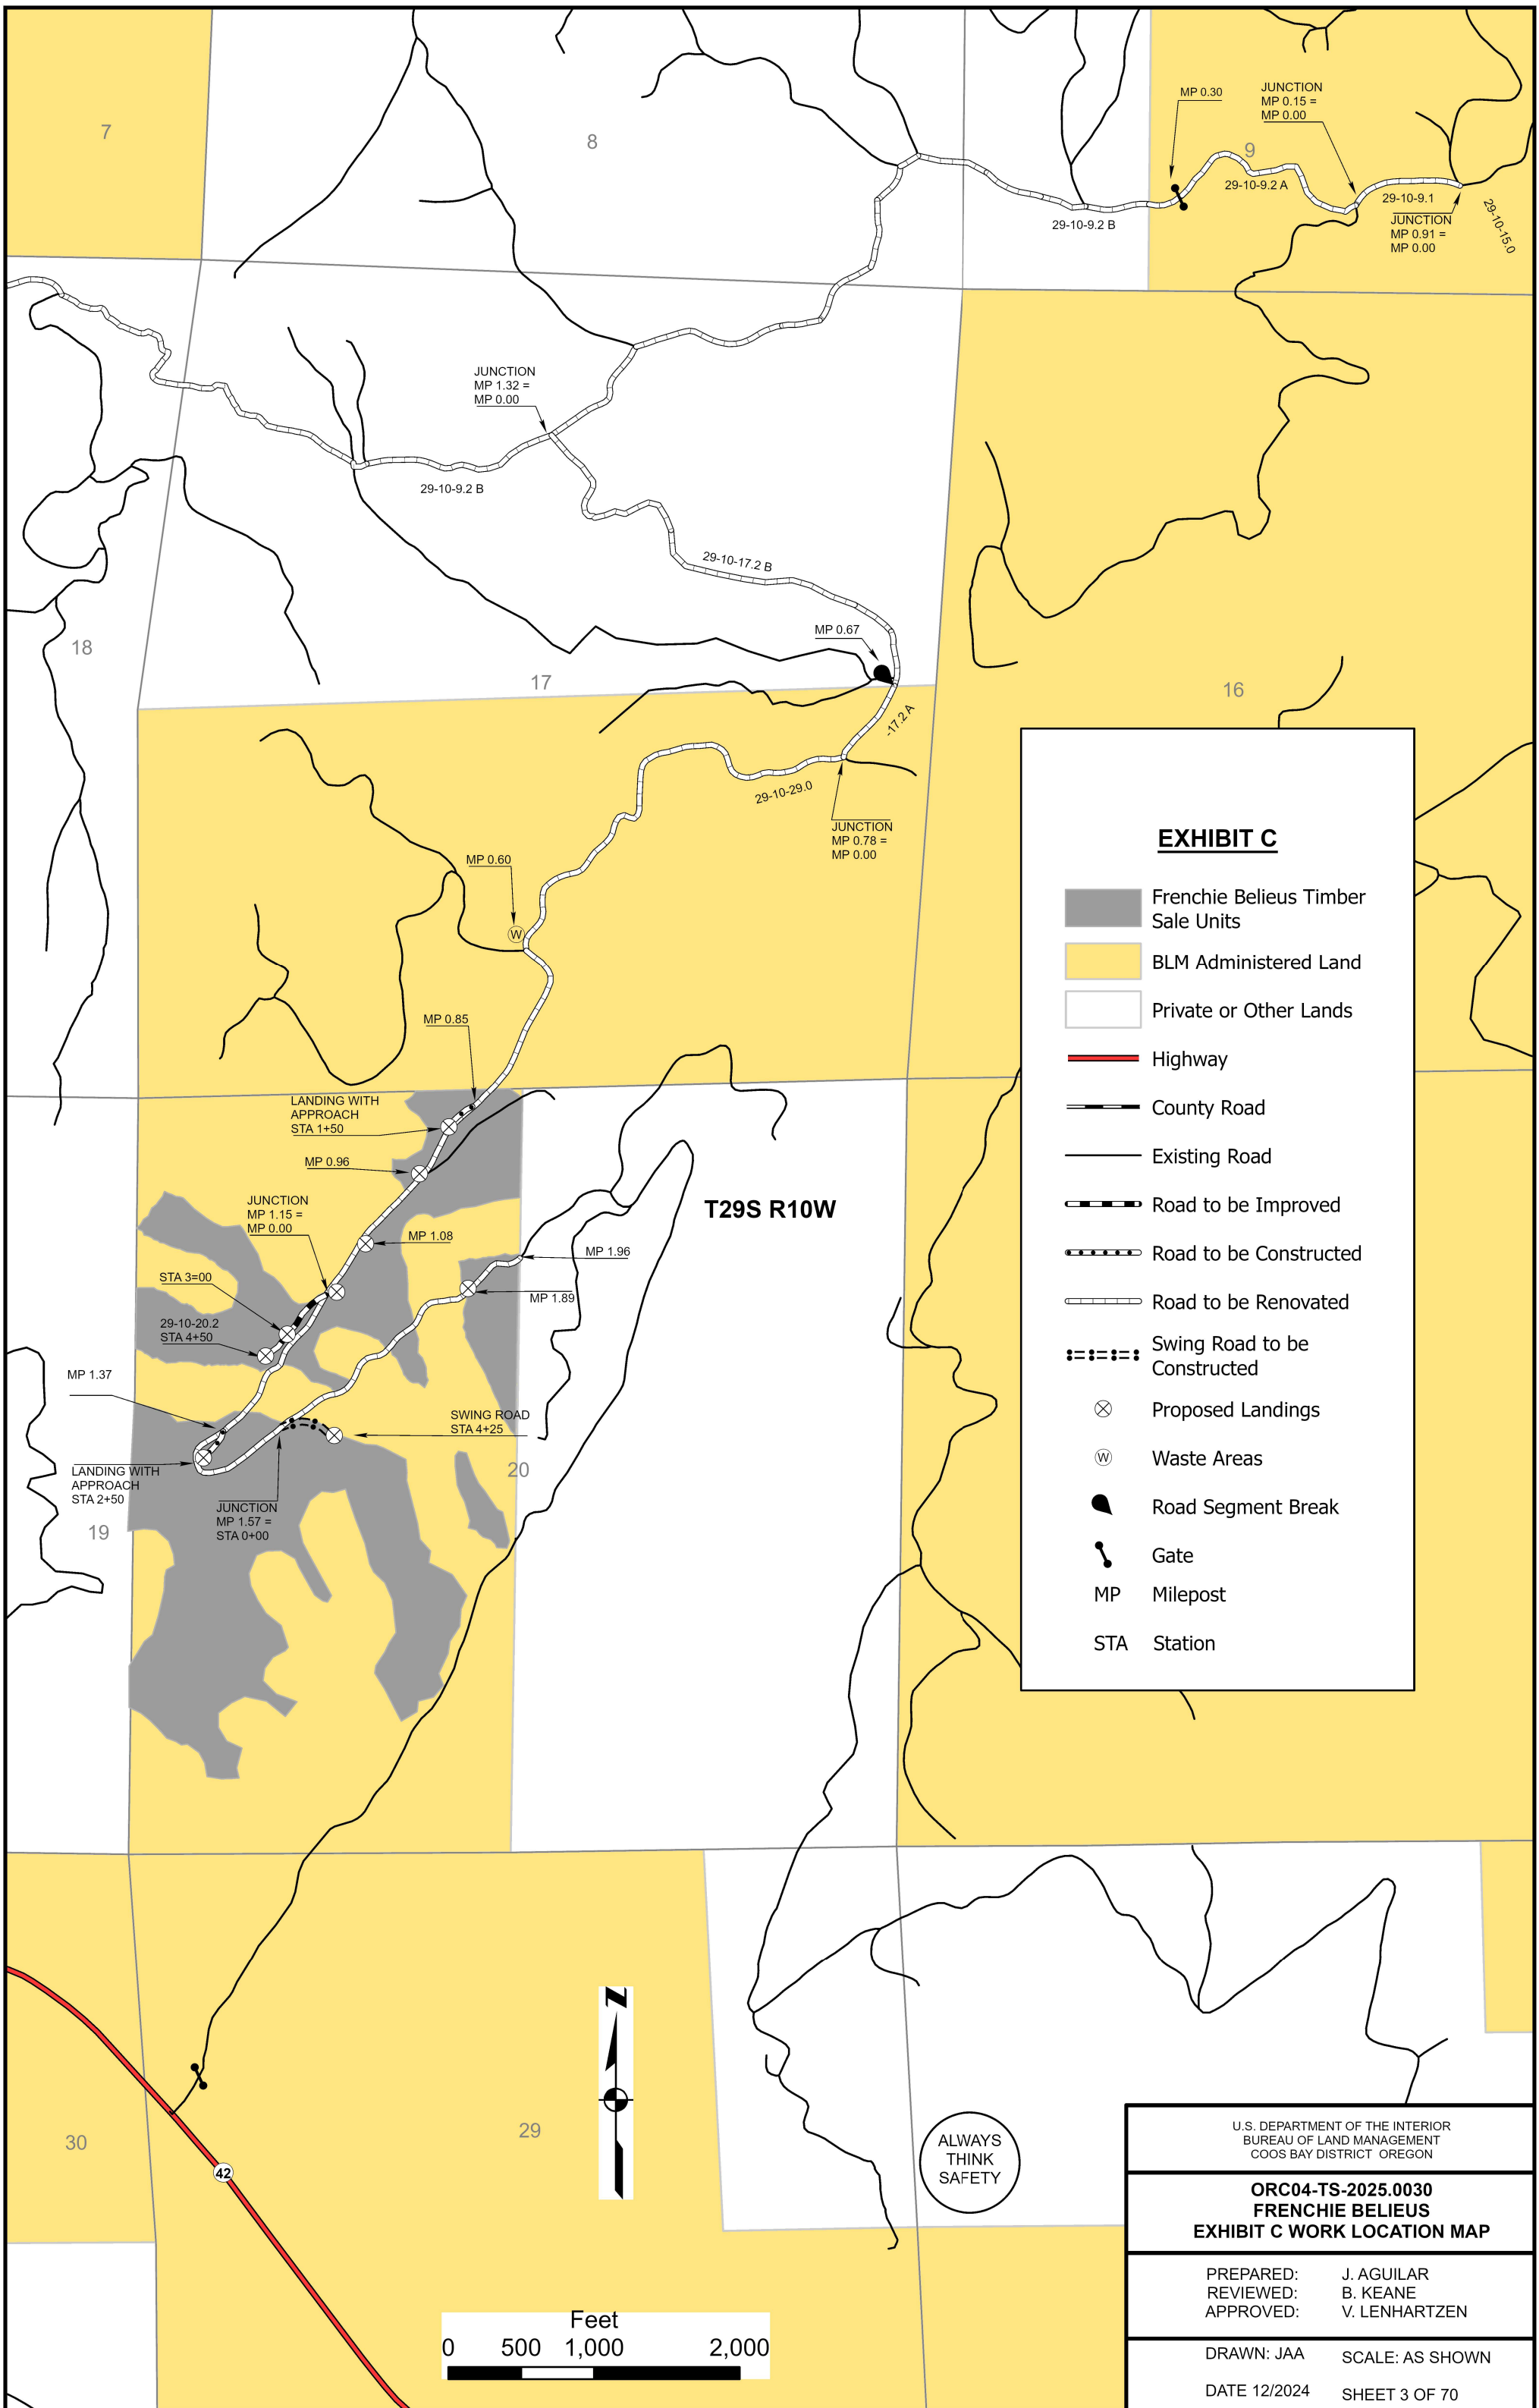 7
8
MP 0.30
JUNCTION
MP 0.15 =
MP 0.00
9
29-10-9.2 A
29-10-9.1
29-10-9.2 B
JUNCTION
MP 0.91 =
MP 0.00
29-10-15.0
JUNCTION
MP 1.32 =
MP 0.00
29-10-9.2 B
29-10-17.2 B
MP 0.67
18
17
16
-17.2 A
29-10-29.0
JUNCTION
MP 0.78 =
MP 0.00
MP 0.60
W
MP 0.85
LANDING WITH
APPROACH
STA 1+50
MP 0.96
JUNCTION
MP 1.15 =
MP 0.00
MP 1.08
T29S R10W
MP 1.96
STA 3=00
MP 1.89
29-10-20.2
STA 4+50
MP 1.37
SWING ROAD
STA 4+25
LANDING WITH
APPROACH
STA 2+50
JUNCTION
MP 1.57 =
STA 0+00
20
19
EXHIBIT C
Frenchie Belieus Timber
Sale Units
BLM Administered Land
Private or Other Lands
Highway
County Road
Existing Road
Road to be Improved
Road to be Constructed
Road to be Renovated
Swing Road to be
Constructed
Proposed Landings
W Waste Areas
Road Segment Break
Gate
MP Milepost
STA Station
30
29
42
N
ALWAYS
THINK
SAFETY
Feet
0 500 1,000 2,000
U.S. DEPARTMENT OF THE INTERIOR
BUREAU OF LAND MANAGEMENT
COOS BAY DISTRICT OREGON
ORC04-TS-2025.0030
FRENCHIE BELIEUS
EXHIBIT C WORK LOCATION MAP
PREPARED: J. AGUILAR
REVIEWED: B. KEANE
APPROVED: V. LENHARTZEN
DRAWN: JAA SCALE: AS SHOWN
DATE 12/2024 SHEET 3 OF 70